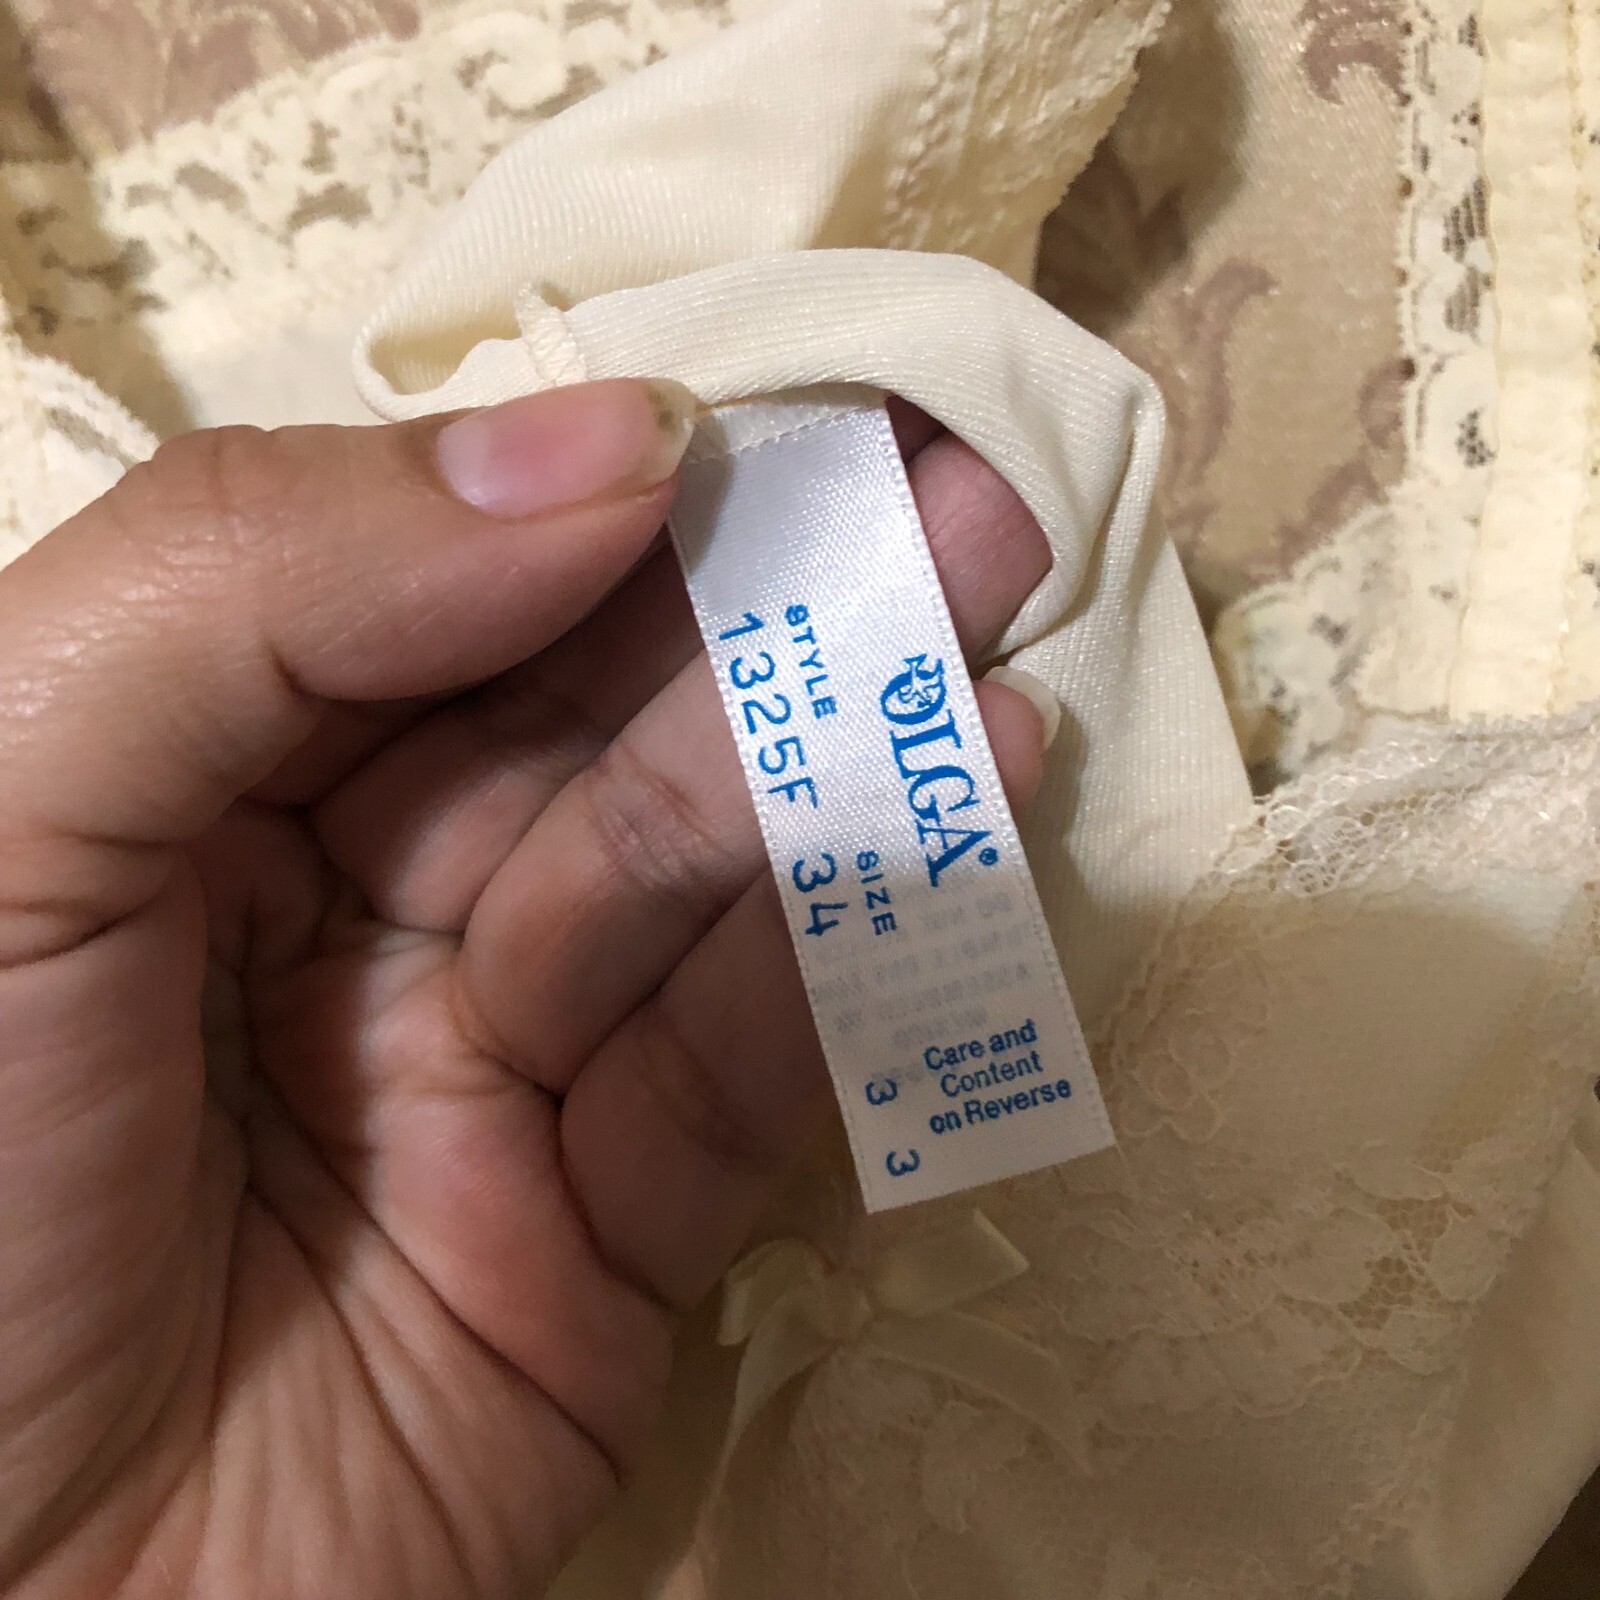 OLGA®
STYLE SIZE
1325F 34
Care and
Content
on Reverse
3 3